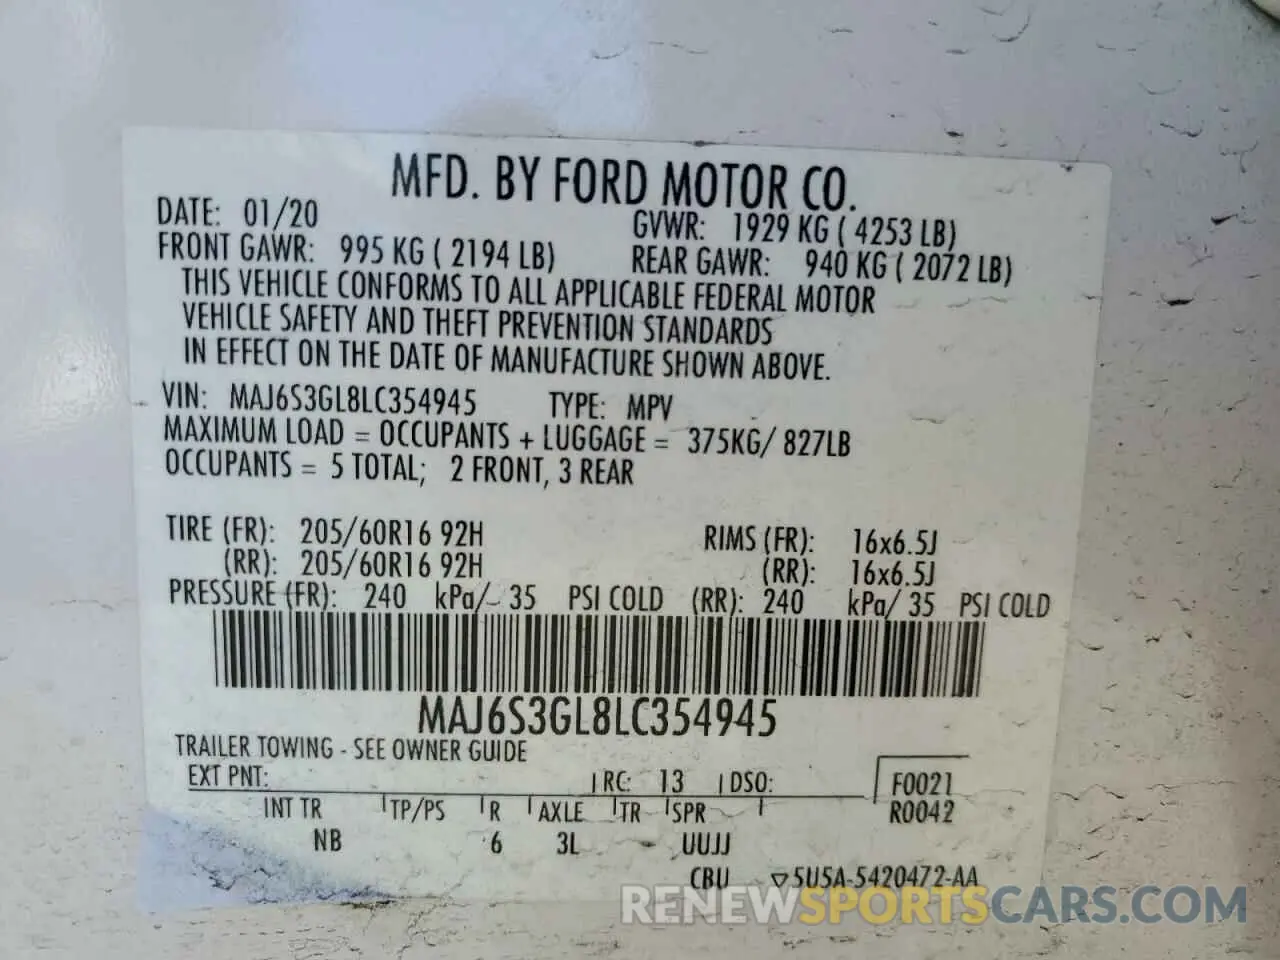 MFD. BY FORD MOTOR CO.
DATE: 01/20 GVWR: 1929 KG ( 4253 LB)
FRONT GAWR: 995 KG ( 2194 LB) REAR GAWR: 940 KG ( 2072 LB)
THIS VEHICLE CONFORMS TO ALL APPLICABLE FEDERAL MOTOR
VEHICLE SAFETY AND THEFT PREVENTION STANDARDS
IN EFFECT ON THE DATE OF MANUFACTURE SHOWN ABOVE.
VIN: MAJ6S3GL8LC354945 TYPE: MPV
MAXIMUM LOAD = OCCUPANTS + LUGGAGE = 375KG/ 827LB
OCCUPANTS = 5 TOTAL; 2 FRONT, 3 REAR
TIRE (FR): 205/60R16 92H RIMS (FR): 16x6.5J
(RR): 205/60R16 92H (RR): 16x6.5J
PRESSURE (FR): 240 kPa/ 35 PSI COLD (RR): 240 kPa/ 35 PSI COLD
MAJ6S3GL8LC354945
TRAILER TOWING - SEE OWNER GUIDE
EXT PNT: RC: 13 DSO: F0021
INT TR TP/PS R AXLE TR SPR R0042
NB 6 3L UUJJ
CBU ▽5U5A-5420472-AA
RENEWSPORTSCARS.COM